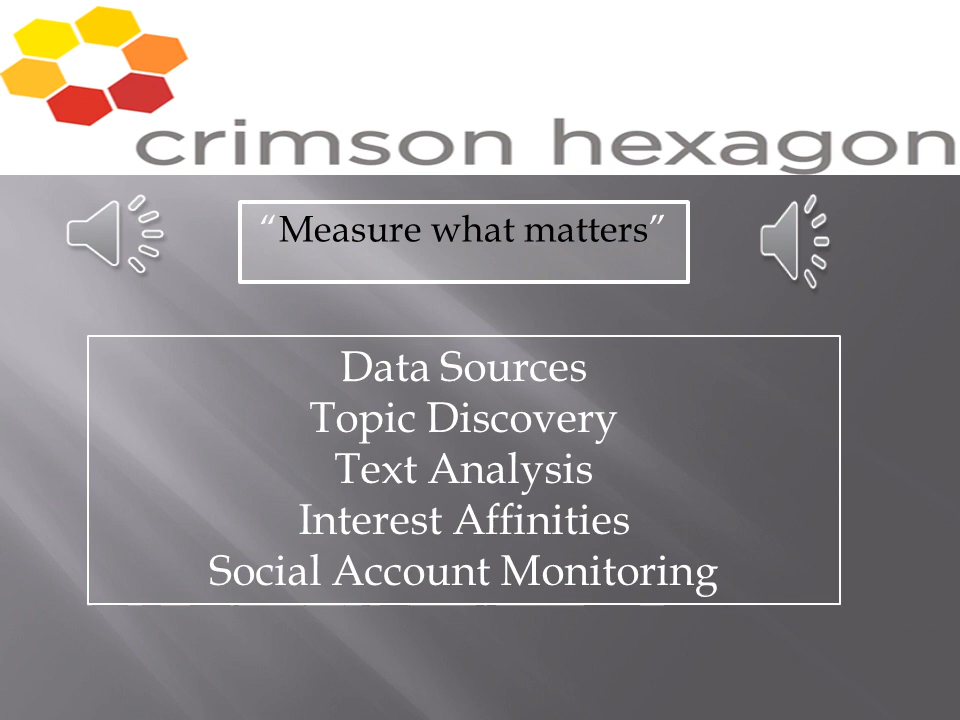 crimson hexagon
“Measure what matters”
Data Sources
Topic Discovery
Text Analysis
Interest Affinities
Social Account Monitoring